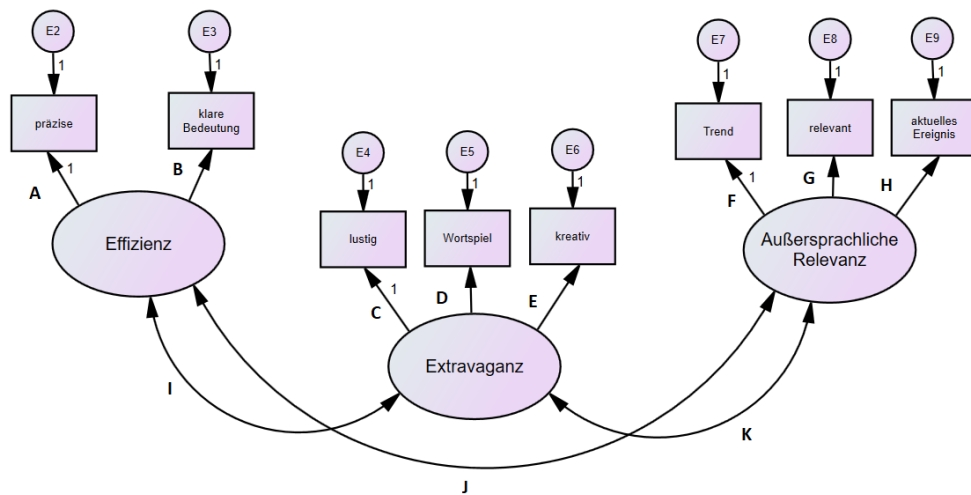 E2
E3
E7
E8
E9
1
1
1
1
1
präzise
klare
Bedeutung
Trend
relevant
aktuelles
Ereignis
E4
E5
E6
1
1
1
A
1
B
F
1
G
H
lustig
Wortspiel
kreativ
Effizienz
Außersprachliche
Relevanz
C
1
D
E
Extravaganz
I
K
J